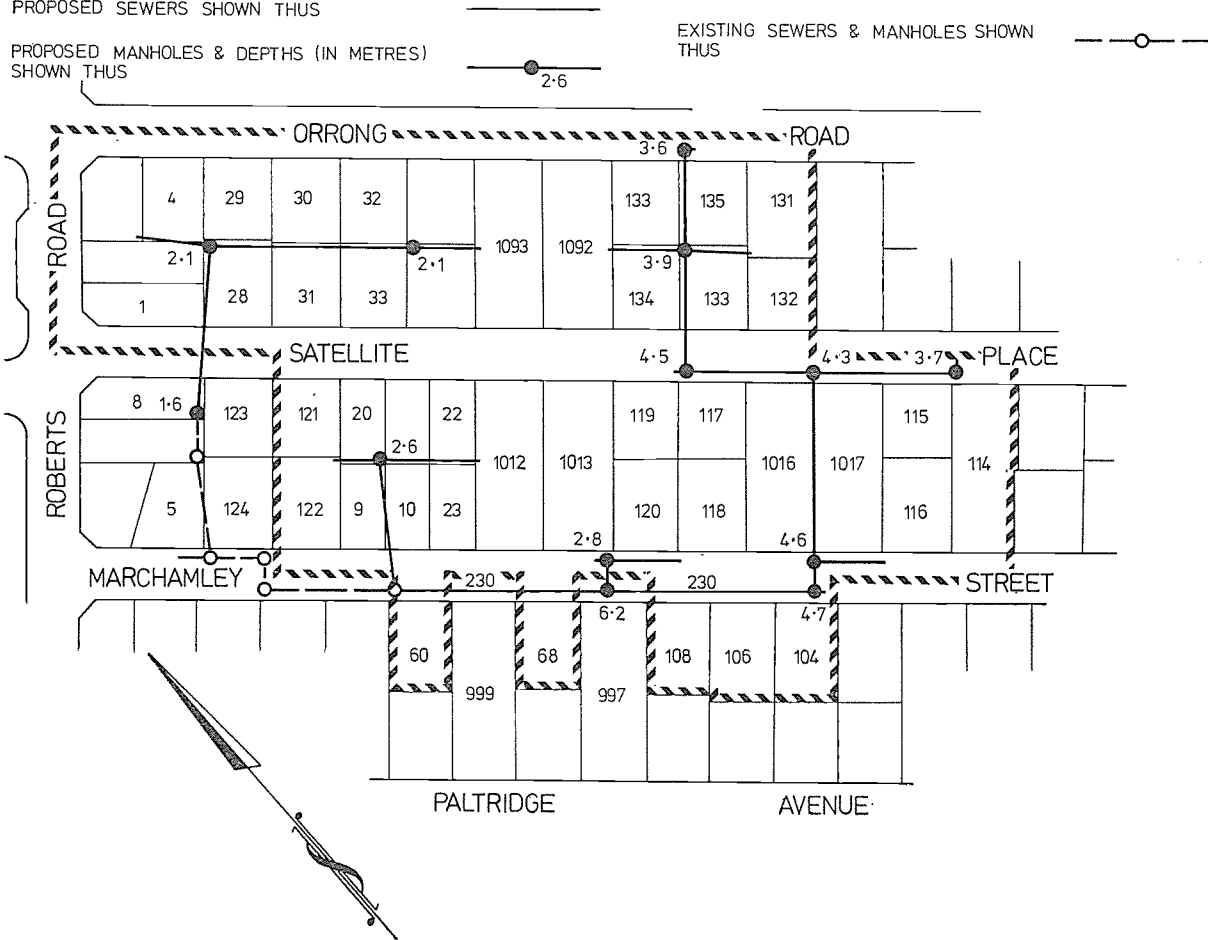 PROPOSED SEWERS SHOWN THUS
EXISTING SEWERS & MANHOLES SHOWN
THUS
PROPOSED MANHOLES & DEPTHS (IN METRES)
SHOWN THUS
2·6
ORRONG ROAD
3·6
4 29 30 32 133 135 131
ROAD
1093 1092
2·1 2·1 3·9
1 28 31 33 134 133 132
SATELLITE PLACE
4·5 4·3 3·7
8 1·6 123 121 20 22 119 117 115
2·6
ROBERTS
1012 1013 1016 1017 114
5 124 122 9 10 23 120 118 116
2·8 4·6
MARCHAMLEY STREET
230 230
6·2 4·7
60 68 108 106 104
999 997
PALTRIDGE AVENUE